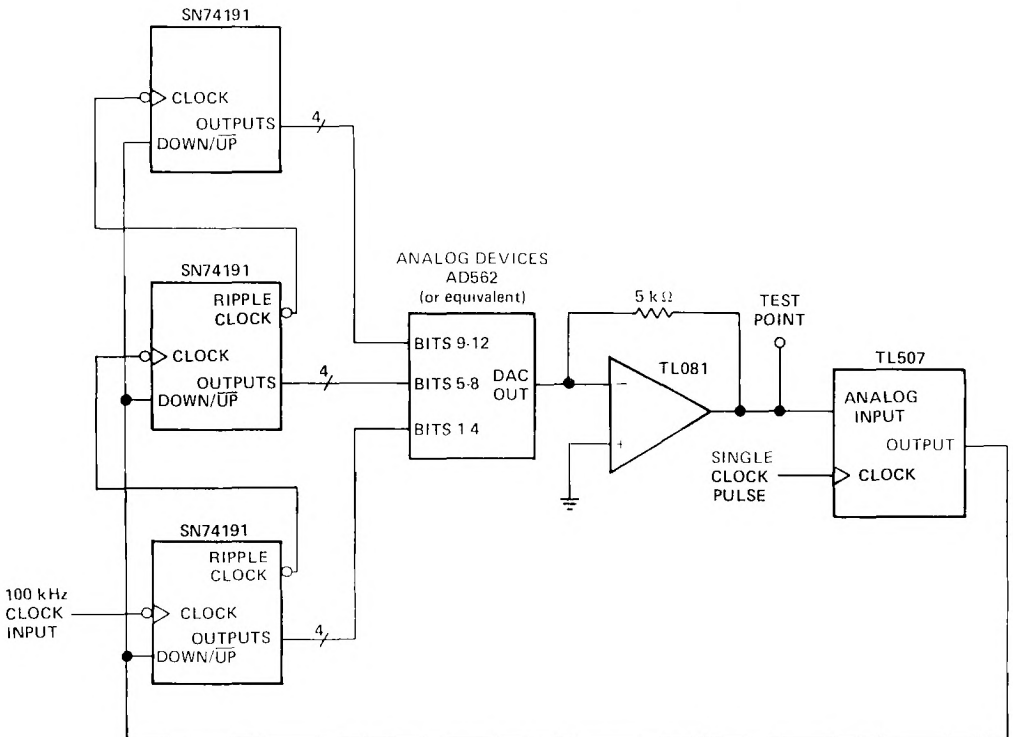 SN74191
CLOCK
OUTPUTS
4
DOWN/UP
SN74191
RIPPLE
CLOCK
CLOCK
OUTPUTS
4
DOWN/UP
SN74191
RIPPLE
CLOCK
100 kHz
CLOCK
INPUT
CLOCK
OUTPUTS
4
DOWN/UP
ANALOG DEVICES
AD562
(or equivalent)
BITS 9-12
BITS 5-8
BITS 1 4
DAC
OUT
5 kΩ
TL081
−
+
TEST
POINT
TL507
ANALOG
INPUT
OUTPUT
CLOCK
SINGLE
CLOCK
PULSE